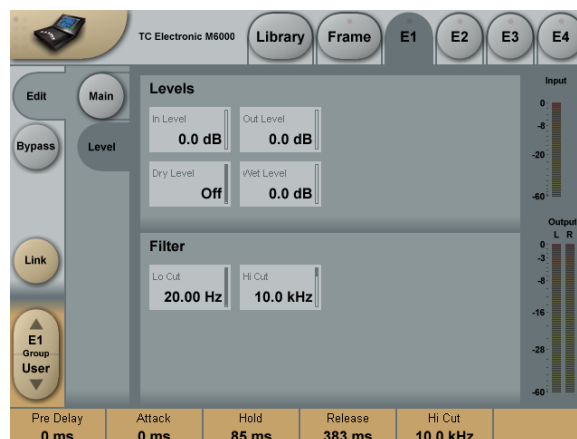 TC Electronic M6000
Library
Frame
E1
E2
E3
E4
Edit
Main
Bypass
Level
Link
E1
Group
User
Levels
In Level
0.0 dB
Out Level
0.0 dB
Dry Level
Off
Wet Level
0.0 dB
Filter
Lo Cut
20.00 Hz
Hi Cut
10.0 kHz
Input
0
-8
-20
-60
Output
L R
0
-3
-8
-16
-28
-40
Pre Delay
0 ms
Attack
0 ms
Hold
85 ms
Release
383 ms
Hi Cut
10.0 kHz